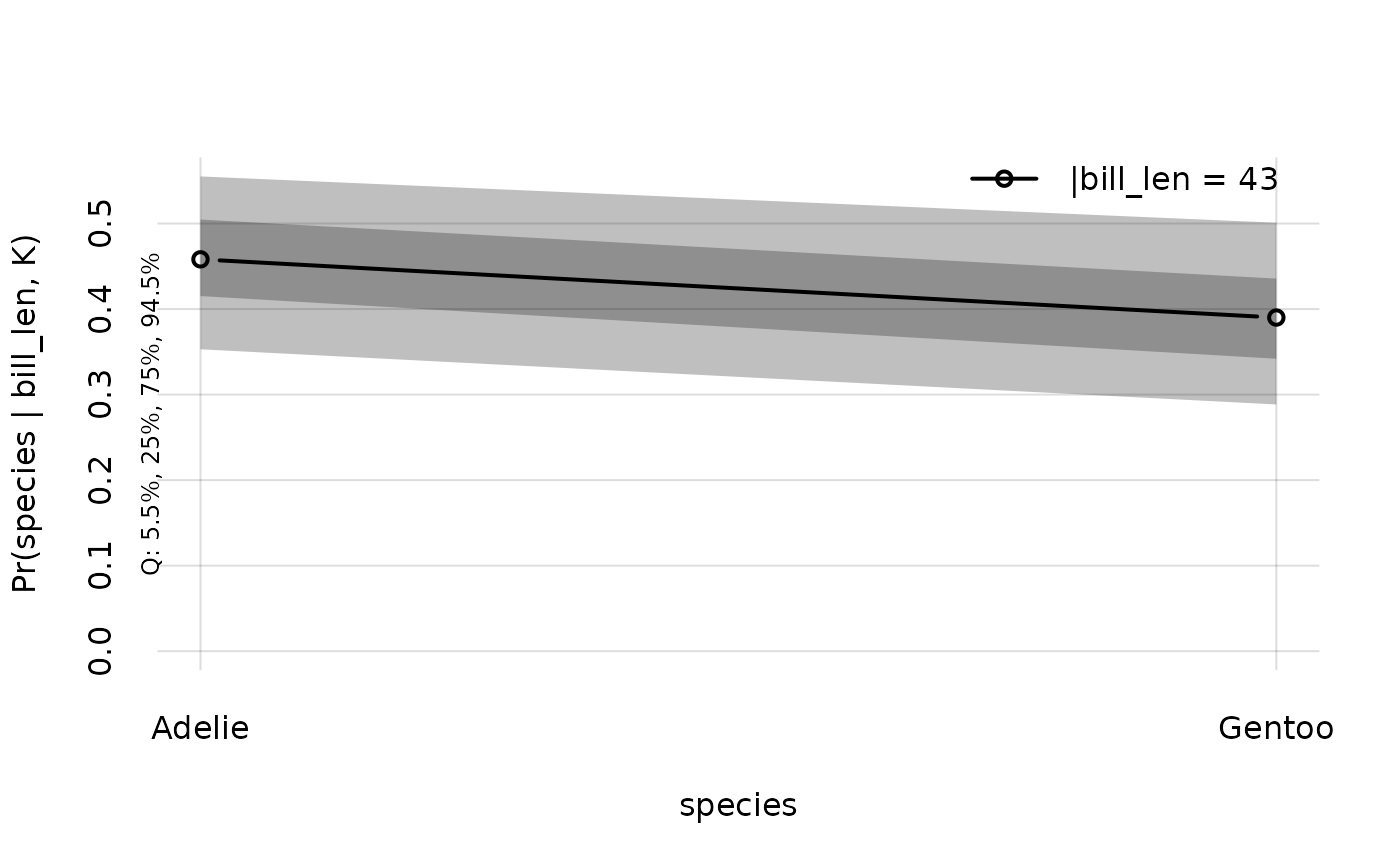 |bill_len = 43
Pr(species | bill_len, K)
Q: 5.5%, 25%, 75%, 94.5%
0.5
0.4
0.3
0.2
0.1
0.0
Adelie
Gentoo
species